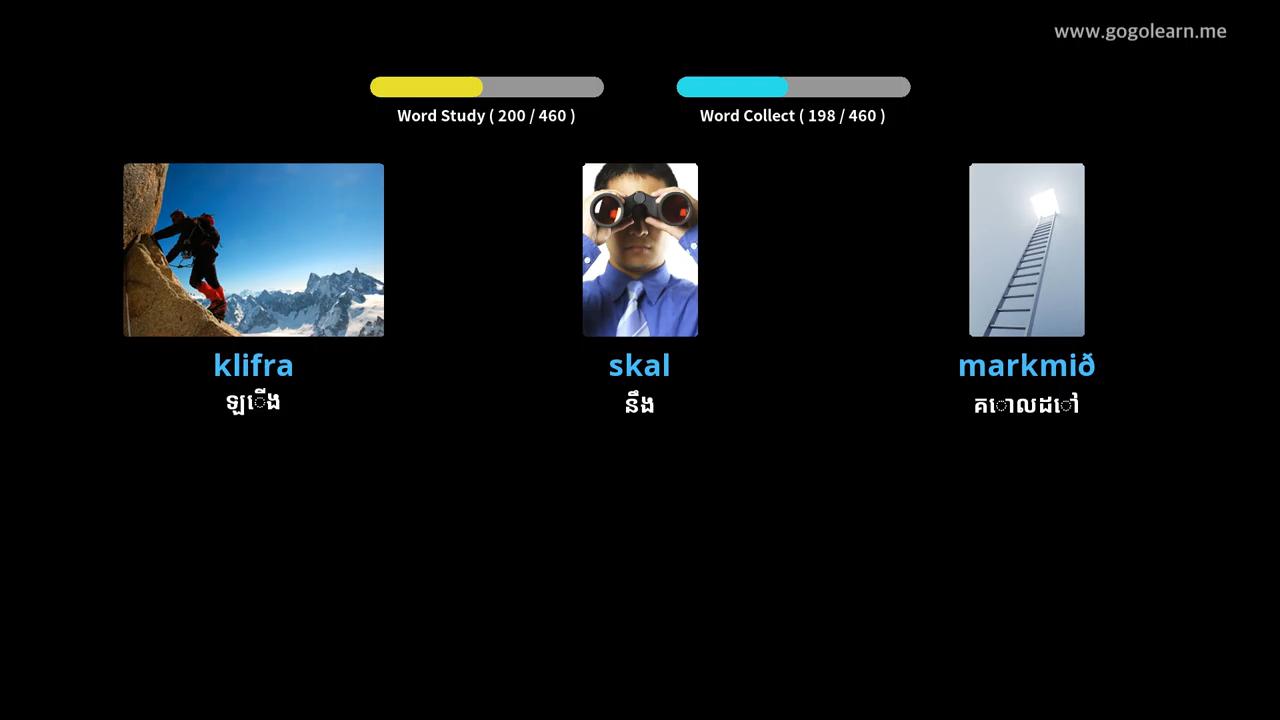 www.gogolearn.me
Word Study ( 200 / 460 )
Word Collect ( 198 / 460 )
klifra
ឡើង
skal
នឹង
markmið
គោលដៅ